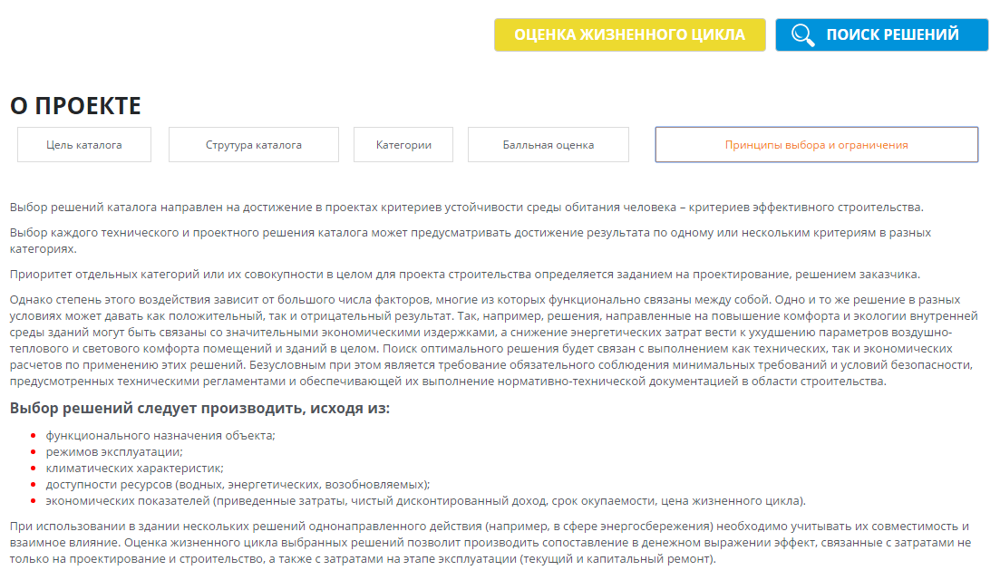 ОЦЕНКА ЖИЗНЕННОГО ЦИКЛА
ПОИСК РЕШЕНИЙ
О ПРОЕКТЕ
Цель каталога
Струтура каталога
Категории
Балльная оценка
Принципы выбора и ограничения
Выбор решений каталога направлен на достижение в проектах критериев устойчивости среды обитания человека – критериев эффективного строительства.
Выбор каждого технического и проектного решения каталога может предусматривать достижение результата по одному или нескольким критериям в разных
категориях.
Приоритет отдельных категорий или их совокупности в целом для проекта строительства определяется заданием на проектирование, решением заказчика.
Однако степень этого воздействия зависит от большого числа факторов, многие из которых функционально связаны между собой. Одно и то же решение в разных
условиях может давать как положительный, так и отрицательный результат. Так, например, решения, направленные на повышение комфорта и экологии внутренней
среды зданий могут быть связаны со значительными экономическими издержками, а снижение энергетических затрат вести к ухудшению параметров воздушно-
теплового и светового комфорта помещений и зданий в целом. Поиск оптимального решения будет связан с выполнением как технических, так и экономических
расчетов по применению этих решений. Безусловным при этом является требование обязательного соблюдения минимальных требований и условий безопасности,
предусмотренных техническими регламентами и обеспечивающей их выполнение нормативно-технической документацией в области строительства.
Выбор решений следует производить, исходя из:
функционального назначения объекта;
режимов эксплуатации;
климатических характеристик;
доступности ресурсов (водных, энергетических, возобновляемых);
экономических показателей (приведенные затраты, чистый дисконтированный доход, срок окупаемости, цена жизненного цикла).
При использовании в здании нескольких решений однонаправленного действия (например, в сфере энергосбережения) необходимо учитывать их совместимость и
взаимное влияние. Оценка жизненного цикла выбранных решений позволит производить сопоставление в денежном выражении эффект, связанные с затратами не
только на проектирование и строительство, а также с затратами на этапе эксплуатации (текущий и капитальный ремонт).